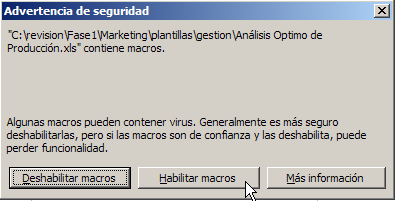 Advertencia de seguridad
"C:\revision\Fase1\Marketing\plantillas\gestion\Análisis Optimo de
Producción.xls" contiene macros.
Algunas macros pueden contener virus. Generalmente es más seguro
deshabilitarlas, pero si las macros son de confianza y las deshabilita, puede
perder funcionalidad.
Deshabilitar macros
Habilitar macros
Más información